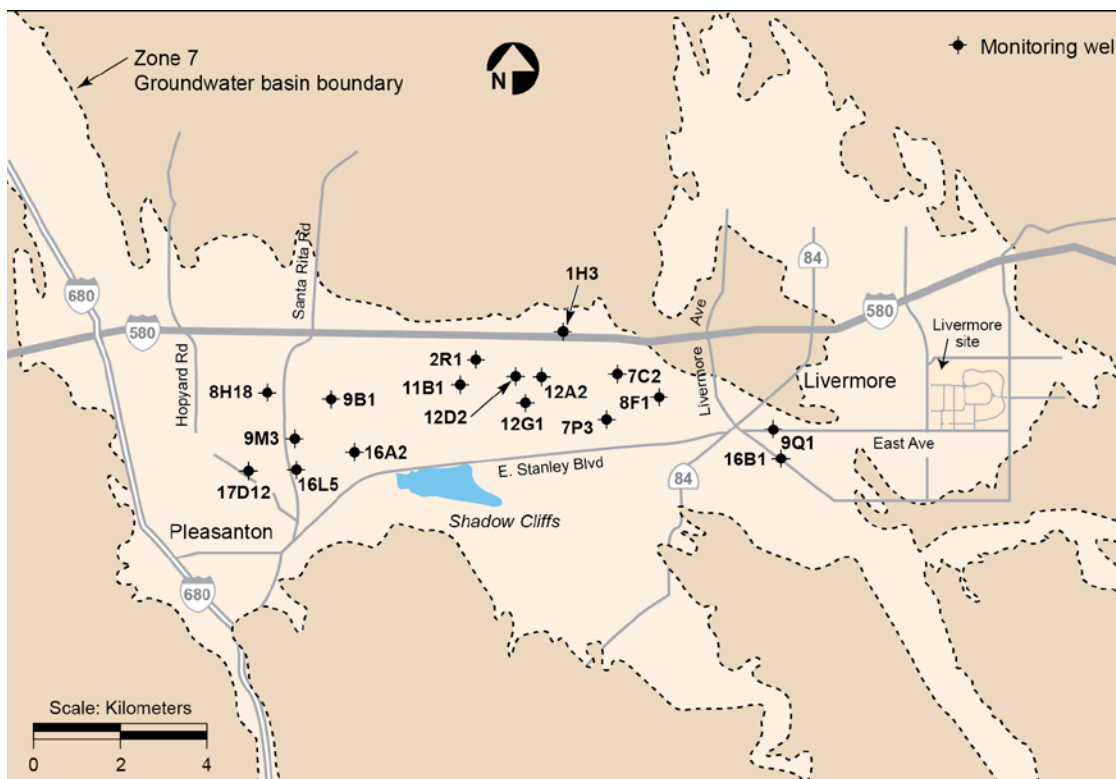 Zone 7
Groundwater basin boundary
N
Monitoring wel
680
580
Hopyard Rd
Santa Rita Rd
1H3
Livermore Ave
84
580
Livermore
site
2R1
11B1
12D2
12A2
12G1
7C2
8F1
7P3
Livermore
8H18
9B1
9M3
16A2
17D12
16L5
9Q1
16B1
East Ave
E. Stanley Blvd
84
Shadow Cliffs
Pleasanton
680
Scale: Kilometers
0 2 4